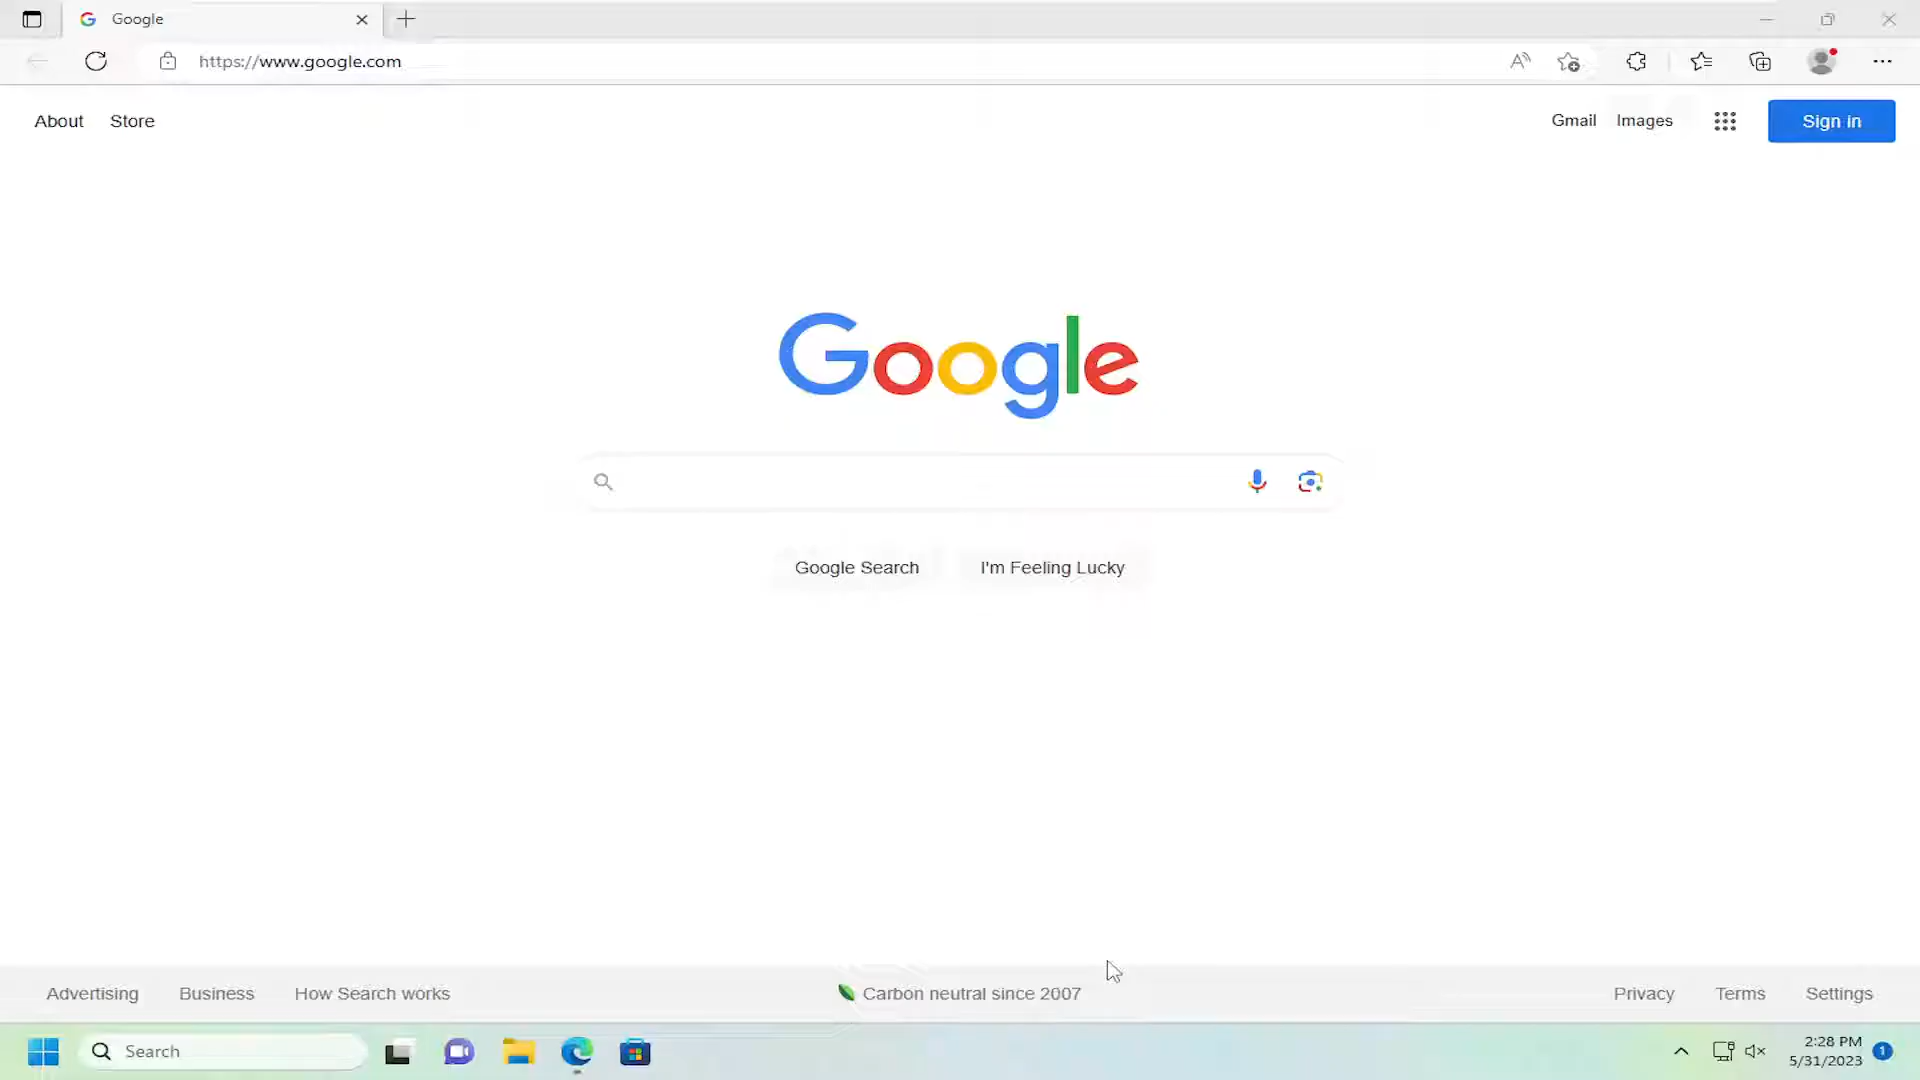 Google
https://www.google.com
About Store
Gmail Images Sign in
Google
Google Search I'm Feeling Lucky
Advertising Business How Search works
Carbon neutral since 2007
Privacy Terms Settings
Search
2:28 PM
5/31/2023
1